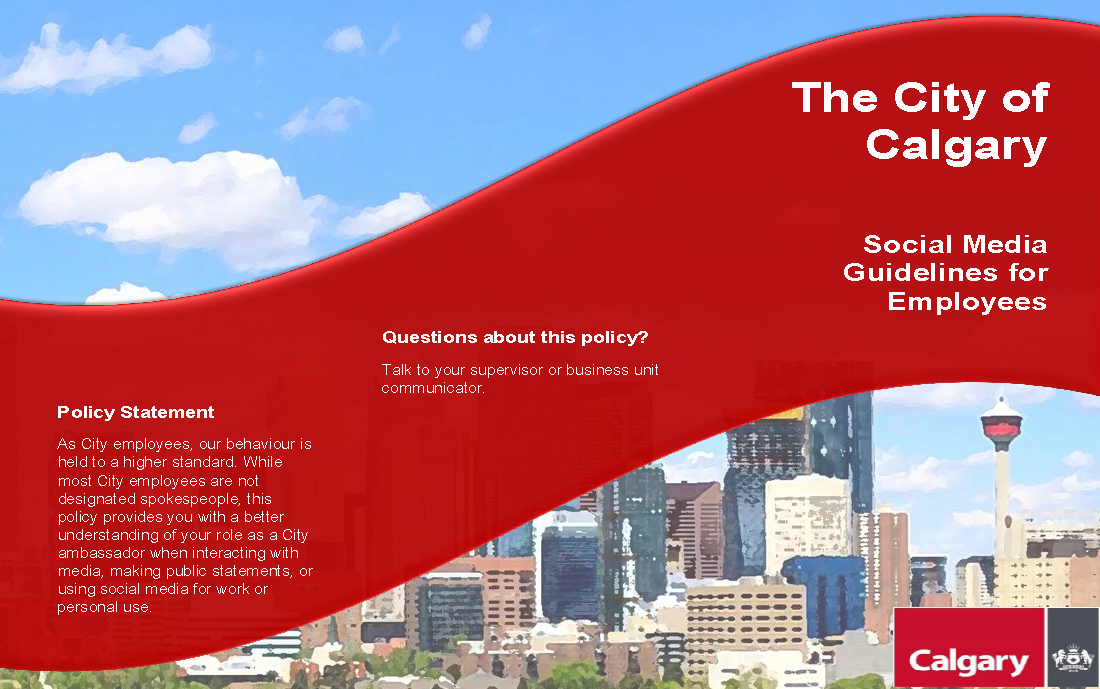 The City of
Calgary
Social Media
Guidelines for
Employees
Questions about this policy?
Talk to your supervisor or business unit
communicator.
Policy Statement
As City employees, our behaviour is
held to a higher standard. While
most City employees are not
designated spokespeople, this
policy provides you with a better
understanding of your role as a City
ambassador when interacting with
media, making public statements, or
using social media for work or
personal use.
Calgary